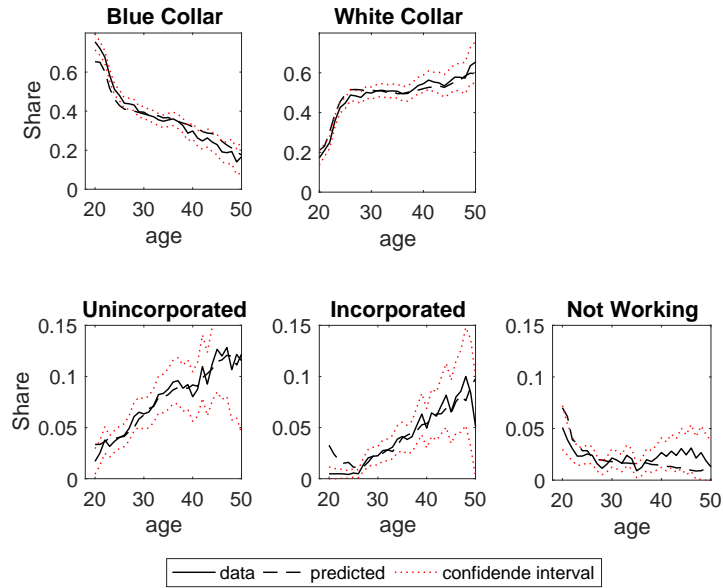 Blue Collar
White Collar
Share
0.6
0.4
0.2
0
20
30
40
50
age
0.6
0.4
0.2
0
20
30
40
50
age
Unincorporated
Incorporated
Not Working
Share
0.15
0.1
0.05
0
20
30
40
50
age
0.15
0.1
0.05
0
20
30
40
50
age
0.15
0.1
0.05
0
20
30
40
50
age
data
predicted
confidende interval